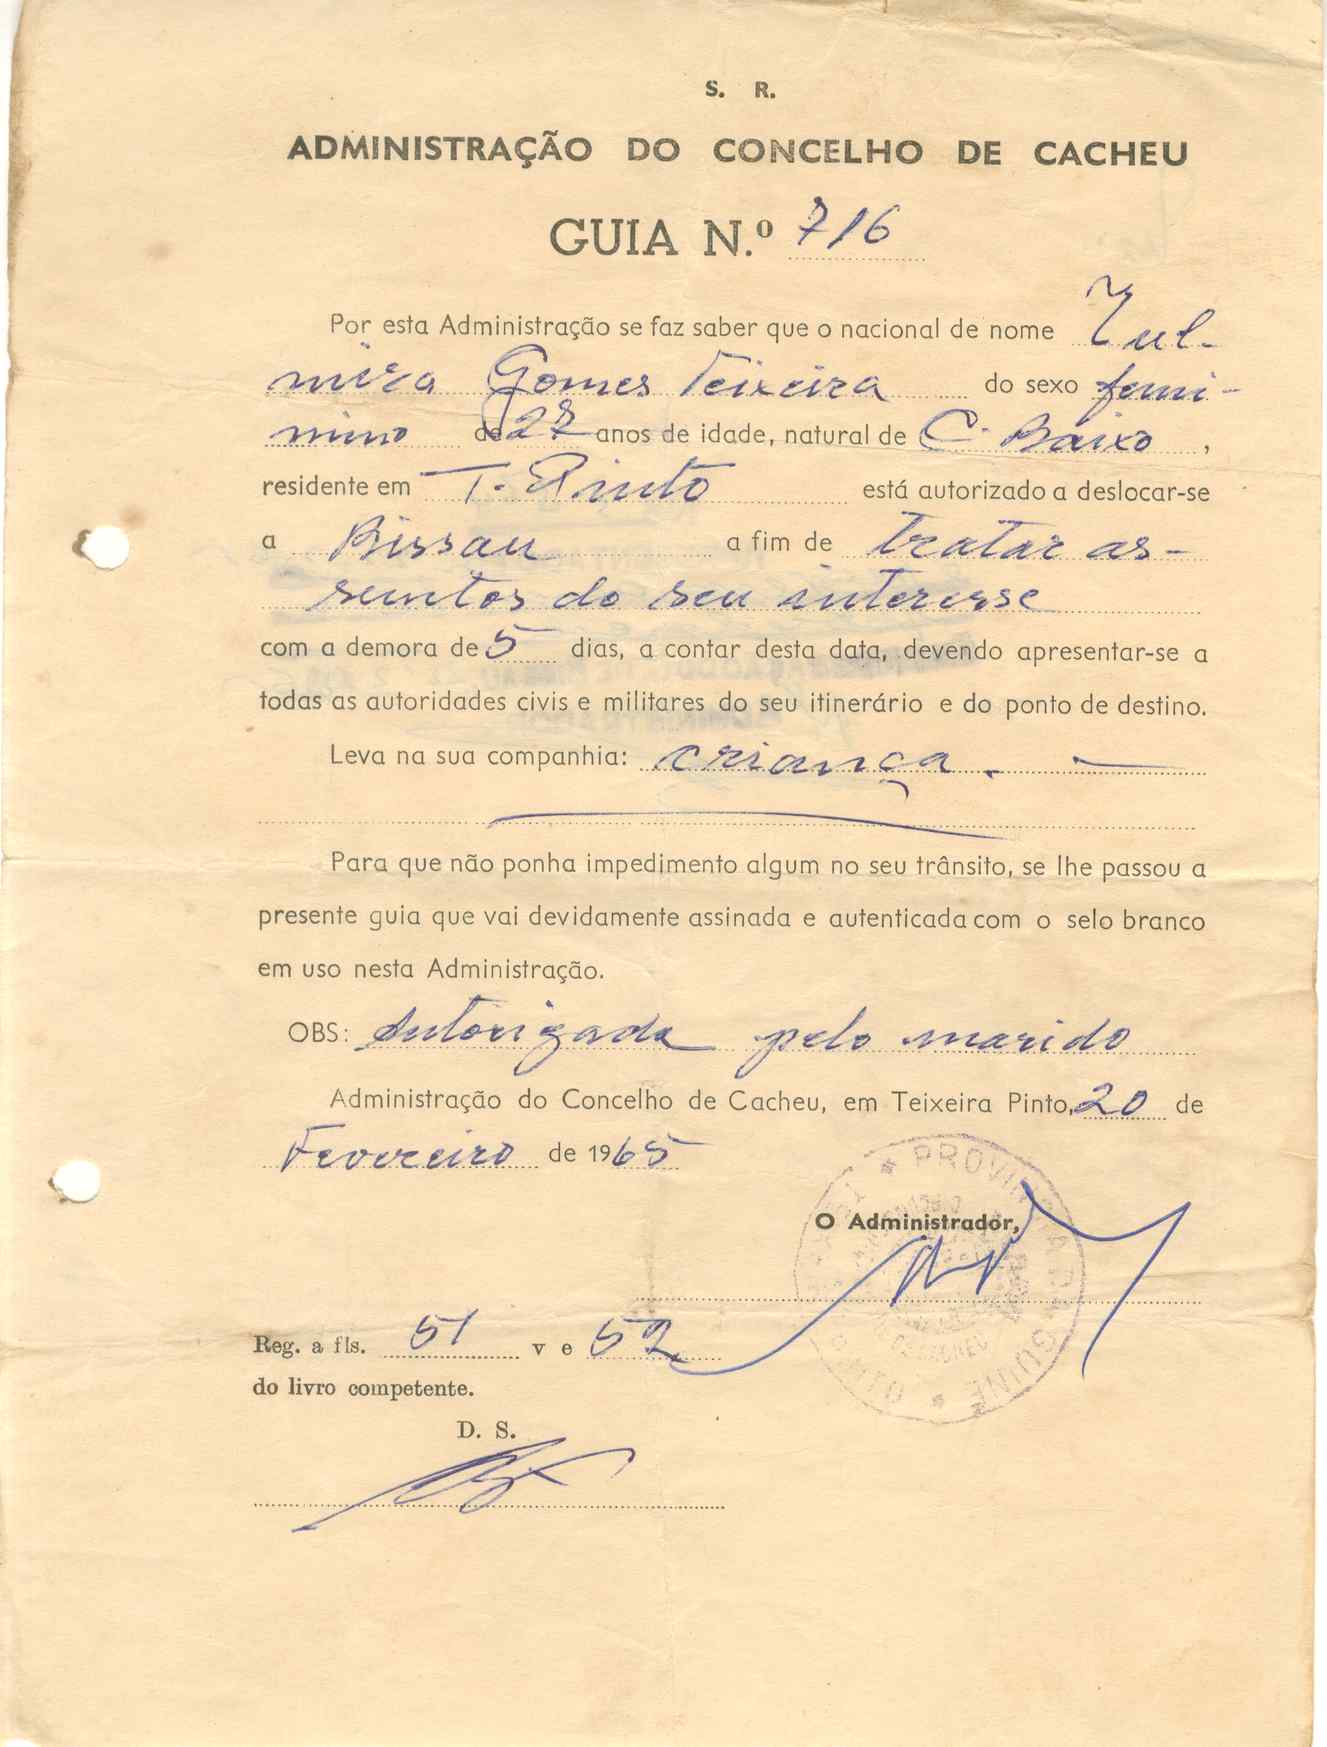 S. R.
ADMINISTRAÇÃO DO CONCELHO DE CACHEU
GUIA N.º 716
Por esta Administração se faz saber que o nacional de nome Zul-
mira Gomes Teixeira do sexo femi-
nino de 27 anos de idade, natural de C. Baixo,
residente em T. Pinto está autorizado a deslocar-se
a Bissau a fim de tratar as-
suntos do seu interesse
com a demora de 5 dias, a contar desta data, devendo apresentar-se a
todas as autoridades civis e militares do seu itinerário e do ponto de destino.
Leva na sua companhia: criança.
Para que não ponha impedimento algum no seu trânsito, se lhe passou a
presente guia que vai devidamente assinada e autenticada com o selo branco
em uso nesta Administração.
OBS: Autorizada pelo marido
Administração do Concelho de Cacheu, em Teixeira Pinto, 20 de
Fevereiro de 1965
O Administrador,
Reg. a fls. 51 v e 52
do livro competente.
D. S.